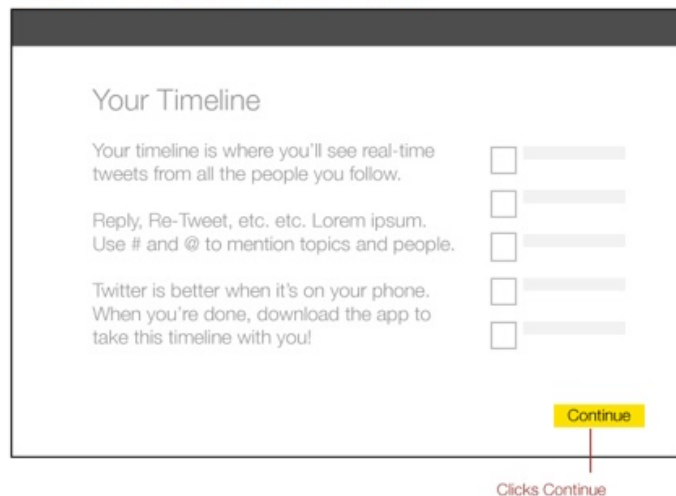 Your Timeline
Your timeline is where you'll see real-time
tweets from all the people you follow.
Reply, Re-Tweet, etc. etc. Lorem ipsum.
Use # and @ to mention topics and people.
Twitter is better when it's on your phone.
When you're done, download the app to
take this timeline with you!
Continue
Clicks Continue